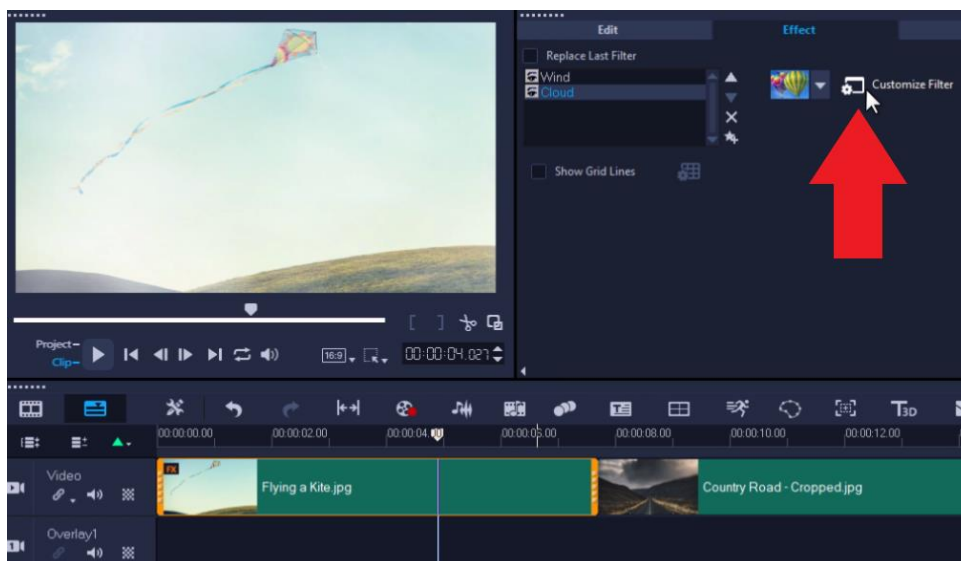 Edit
Effect
Replace Last Filter
Wind
Cloud
Customize Filter
Show Grid Lines
Project
Clip
16:9
00:00:04.027
T3D
00:00:00.00
00:00:02.00
00:00:04.00
00:00:06.00
00:00:08.00
00:00:10.00
00:00:12.00
Video
FX
Flying a Kite.jpg
Country Road - Cropped.jpg
Overlay1